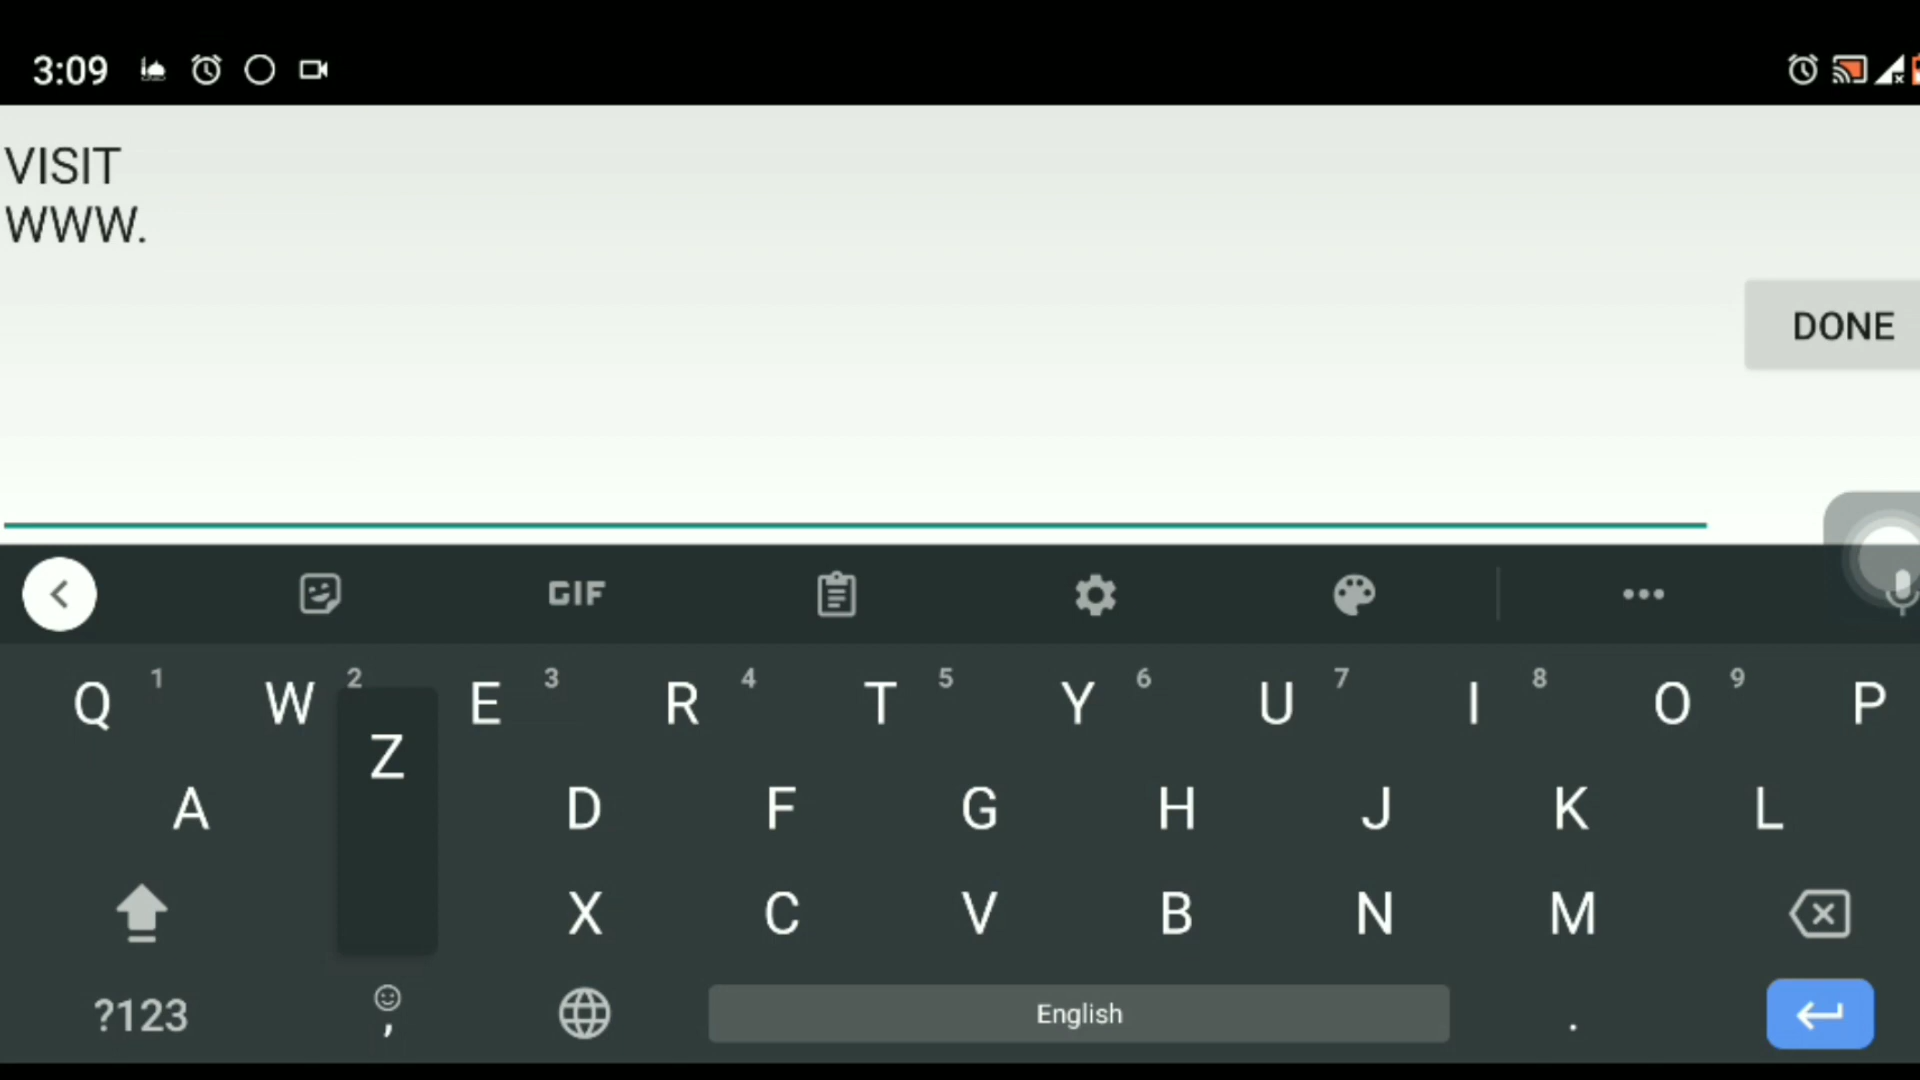 3:09
VISIT
WWW.
DONE
GIF
Q 1 W 2 E 3 R 4 T 5 Y 6 U 7 I 8 O 9 P
A Z D F G H J K L
X C V B N M
?123 , English .